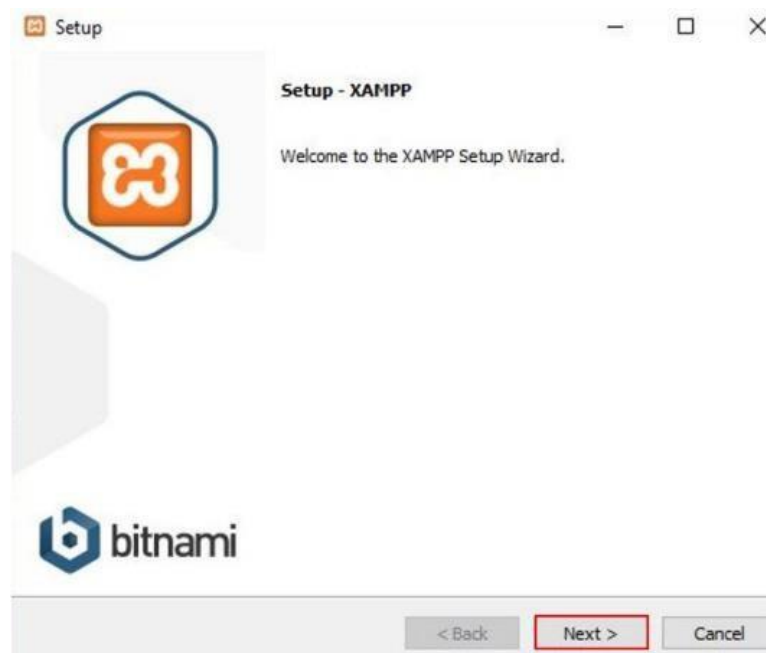 Setup
Setup - XAMPP
Welcome to the XAMPP Setup Wizard.
bitnami
< Back Next > Cancel